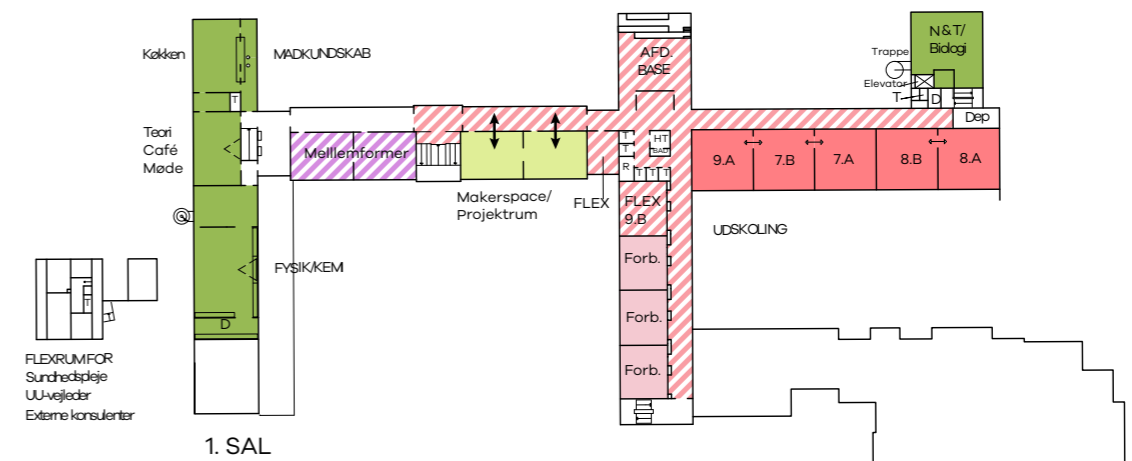 Køkken
MADKUNDSKAB
T
Teori
Café
Møde
Melllemformer
Makerspace/
Projektrum
FLEX
AFD.
BASE
T
T
R
T
T
T
HT
BAD
FLEX
9.B
Forb.
Forb.
Forb.
N&T/
Biologi
Trappe
Elevator
T
D
Dep
9.A
7.B
7.A
8.B
8.A
UDSKOLING
FYSIK/KEMI
D
T
FLEXRUM FOR
Sundhedspleje
UU-vejleder
Externe konsulenter
1. SAL